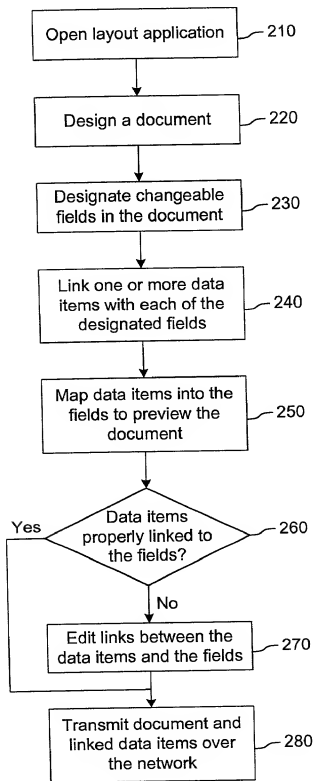 Open layout application
210
Design a document
220
Designate changeable
fields in the document
230
Link one or more data
items with each of the
designated fields
240
Map data items into the
fields to preview the
document
250
Yes
Data items
properly linked to
the fields?
260
No
Edit links between the
data items and the fields
270
Transmit document and
linked data items over
the network
280